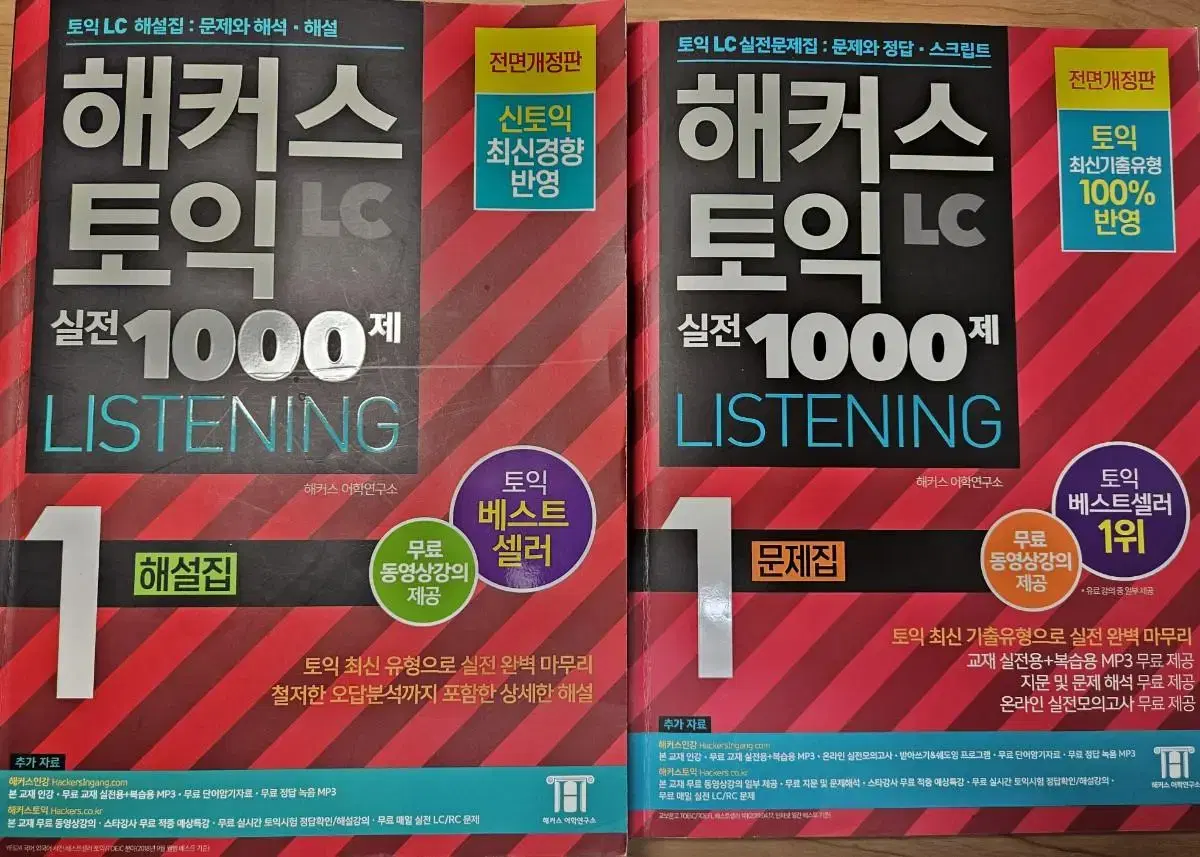 토익 LC 해설집 : 문제와 해석·해설
해커스
토익 LC
실전 1000제
LISTENING
전면개정판
신토익
최신경향
반영
해커스 어학연구소
토익
베스트
셀러
무료
동영상강의
제공
1 해설집
토익 최신 유형으로 실전 완벽 마무리
철저한 오답분석까지 포함한 상세한 해설
추가 자료
해커스인강 HackersIngang.com
본 교재 인강 · 무료 교재 실전용+복습용 MP3 · 무료 단어암기자료 · 무료 정답 녹음 MP3
해커스토익 Hackers.co.kr
본 교재 무료 동영상강의 · 스타강사 무료 적중 예상특강 · 무료 실시간 토익시험 정답확인/해설강의 · 무료 매일 실전 LC/RC 문제
해커스 어학연구소
토익 LC 실전문제집 : 문제와 정답·스크립트
해커스
토익 LC
실전 1000제
LISTENING
전면개정판
토익
최신기출유형
100%
반영
해커스 어학연구소
토익
베스트셀러
1위
무료
동영상강의
제공
• 유료 강의 중 일부 제공
1 문제집
토익 최신 기출유형으로 실전 완벽 마무리
교재 실전용+복습용 MP3 무료 제공
지문 및 문제 해석 무료 제공
온라인 실전모의고사 무료 제공
추가 자료
해커스인강 HackersIngang.com
본 교재 인강 · 무료 교재 실전용+복습용 MP3 · 온라인 실전모의고사 · 받아쓰기&쉐도잉 프로그램 · 무료 단어암기자료 · 무료 정답 녹음 MP3
해커스토익 Hackers.co.kr
본 교재 무료 동영상강의 일부 제공 · 무료 지문 및 문제해석 · 스타강사 무료 적중 예상특강 · 무료 실시간 토익시험 정답확인/해설강의 ·
무료 매일 실전 LC/RC 문제
해커스 어학연구소